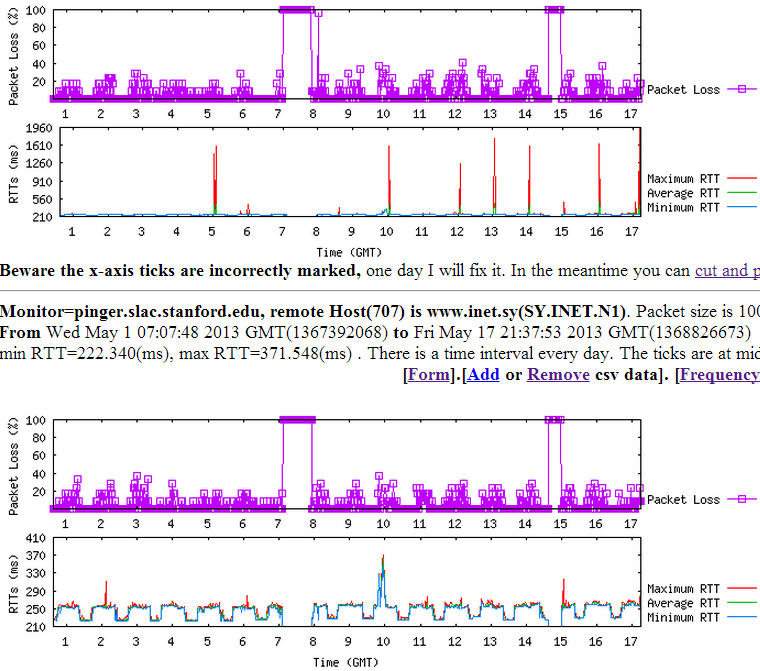 Packet Loss (%)
100
80
60
40
20
1 2 3 4 5 6 7 8 9 10 11 12 13 14 15 16 17
Packet Loss
RTTs (ms)
1960
1610
1260
910
560
210
1 2 3 4 5 6 7 8 9 10 11 12 13 14 15 16 17
Maximum RTT
Average RTT
Minimum RTT
Time (GMT)
Beware the x-axis ticks are incorrectly marked, one day I will fix it. In the meantime you can cut and p
Monitor=pinger.slac.stanford.edu, remote Host(707) is www.inet.sy(SY.INET.N1). Packet size is 100
From Wed May 1 07:07:48 2013 GMT(1367392068) to Fri May 17 21:37:53 2013 GMT(1368826673)
min RTT=222.340(ms), max RTT=371.548(ms) . There is a time interval every day. The ticks are at mid
[Form].[Add or Remove csv data]. [Frequency
Packet Loss (%)
100
80
60
40
20
1 2 3 4 5 6 7 8 9 10 11 12 13 14 15 16 17
Packet Loss
RTTs (ms)
410
370
330
290
250
210
1 2 3 4 5 6 7 8 9 10 11 12 13 14 15 16 17
Maximum RTT
Average RTT
Minimum RTT
Time (GMT)